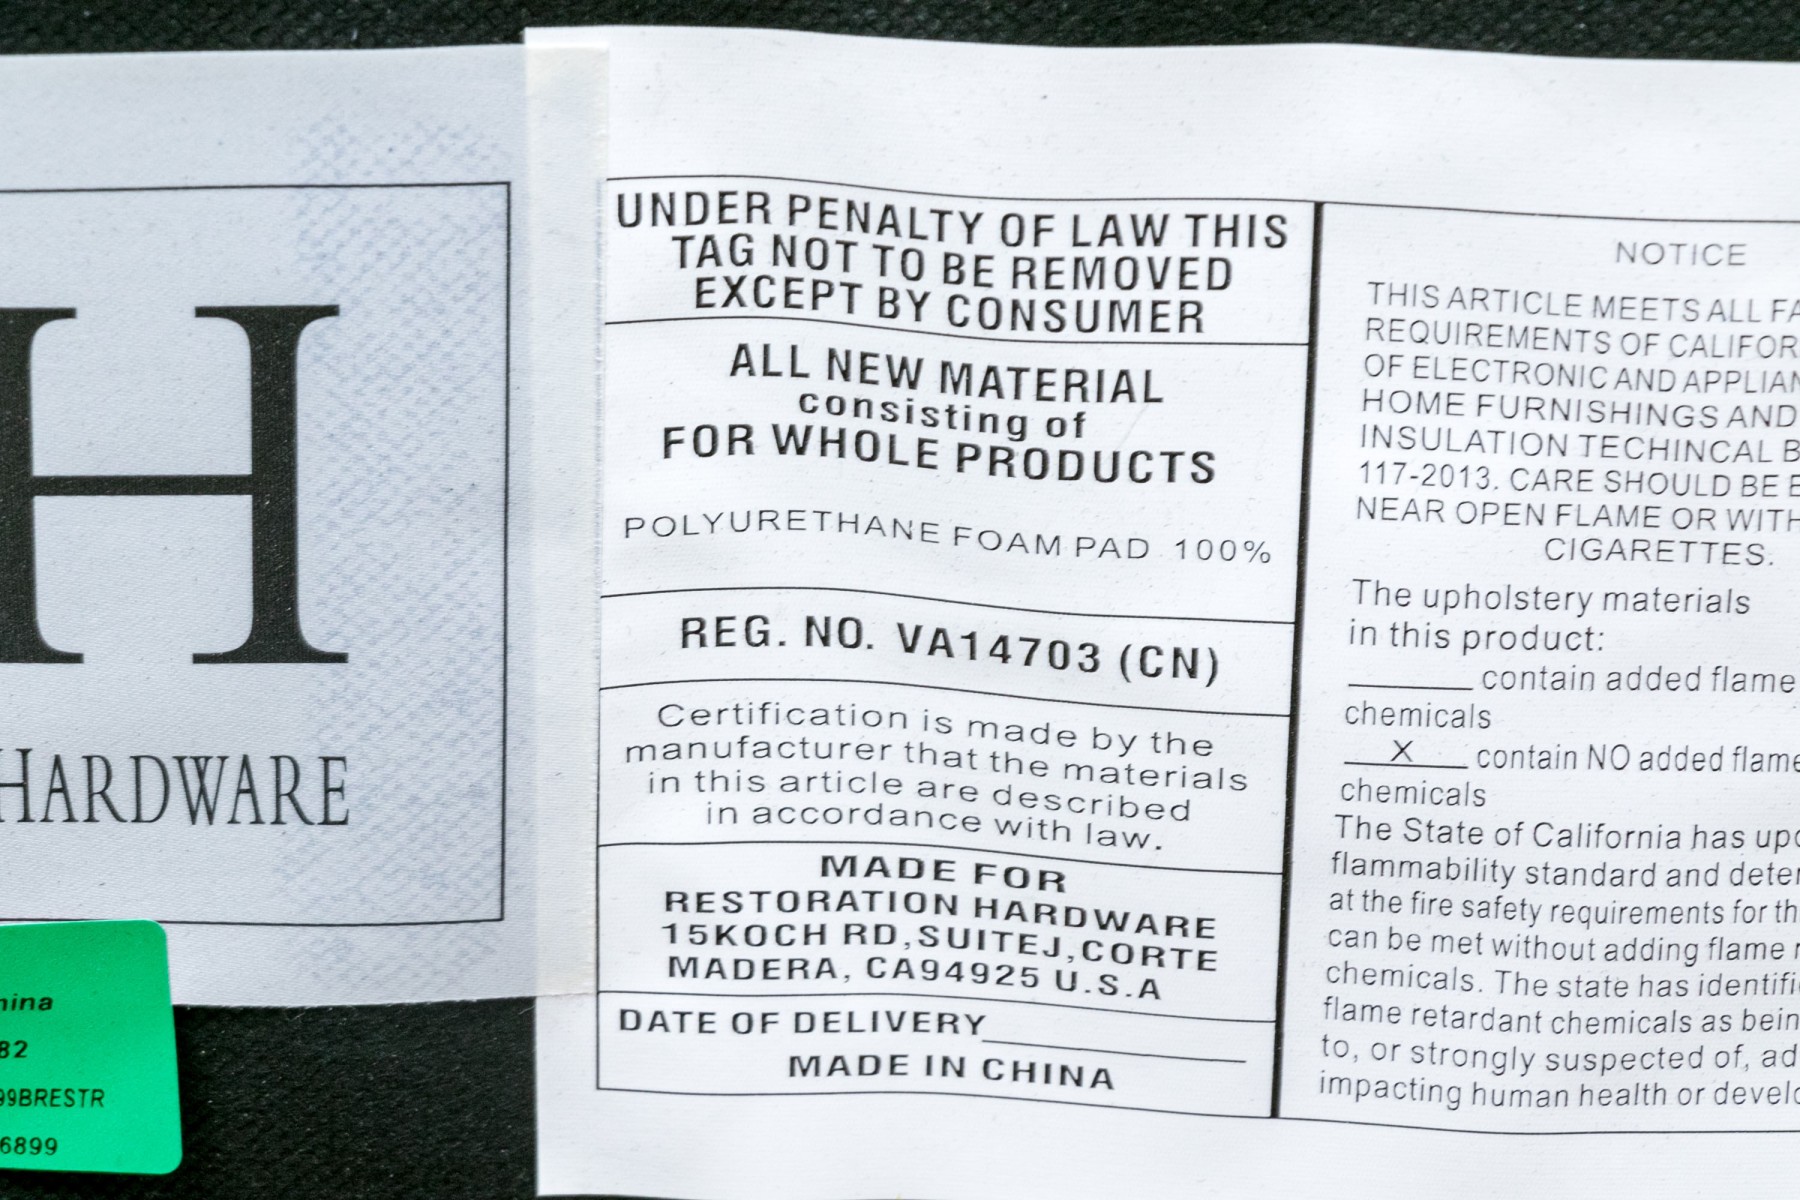 H
HARDWARE
82
99BRESTR
6899
UNDER PENALTY OF LAW THIS
TAG NOT TO BE REMOVED
EXCEPT BY CONSUMER
ALL NEW MATERIAL
consisting of
FOR WHOLE PRODUCTS
POLYURETHANE FOAM PAD 100%
REG. NO. VA14703 (CN)
Certification is made by the
manufacturer that the materials
in this article are described
in accordance with law.
MADE FOR
RESTORATION HARDWARE
15KOCH RD,SUITEJ,CORTE
MADERA, CA94925 U.S.A
DATE OF DELIVERY
MADE IN CHINA
NOTICE
THIS ARTICLE MEETS ALL
REQUIREMENTS OF
OF ELECTRONIC AND
HOME FURNISHINGS AND
INSULATION TECHINCAL
117-2013. CARE SHOULD BE
NEAR OPEN FLAME OR WITH
CIGARETTES.
The upholstery materials
in this product:
contain added flame
chemicals
X contain NO added flame
chemicals
The State of California has
flammability standard and
at the fire safety requirements for
can be met without adding flame
chemicals. The state has
flame retardant chemicals as
to, or strongly suspected of,
impacting human health or